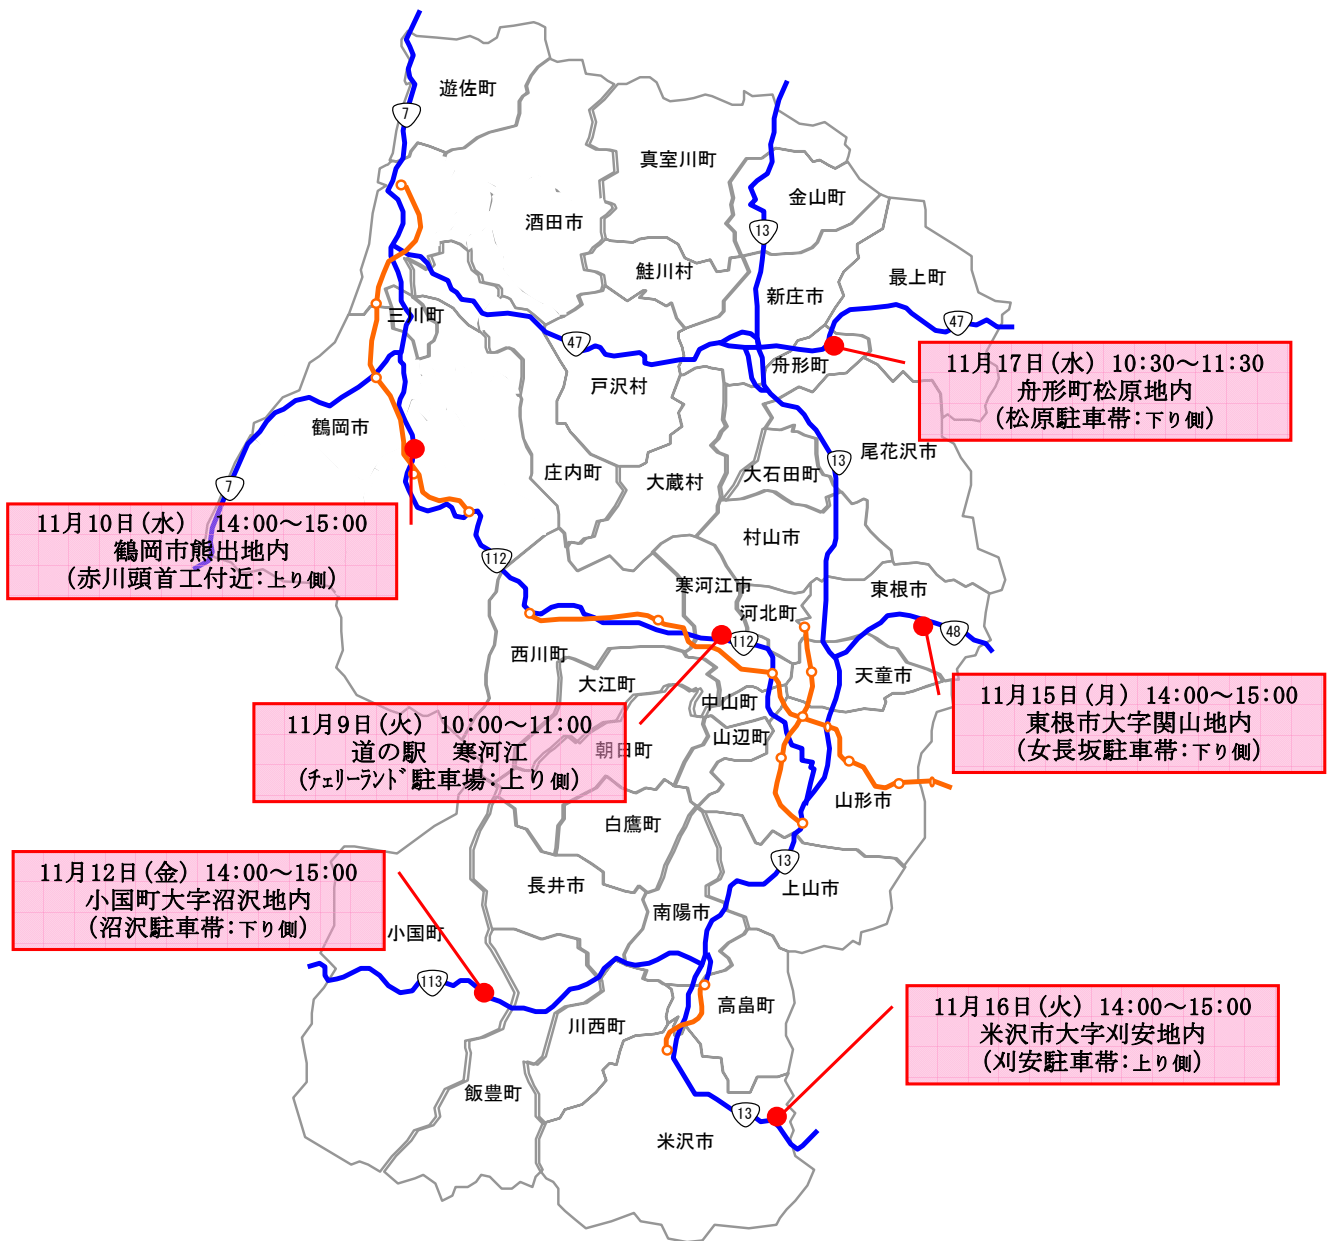 遊佐町
7
真室川町
金山町
酒田市
13
鮭川村
最上町
新庄市
三川町
47
47
舟形町
戸沢村
11月17日(水) 10:30～11:30
舟形町松原地内
(松原駐車帯:下り側)
鶴岡市
尾花沢市
13
庄内町
大蔵村
大石田町
7
11月10日(水) 14:00～15:00
鶴岡市熊出地内
(赤川頭首工付近:上り側)
村山市
112
寒河江市
東根市
河北町
48
112
西川町
大江町
天童市
中山町
11月15日(月) 14:00～15:00
東根市大字関山地内
(女長坂駐車帯:下り側)
11月9日(火) 10:00～11:00
道の駅 寒河江
(ﾁｪﾘｰﾗﾝﾄﾞ駐車場:上り側)
朝日町
山辺町
山形市
白鷹町
13
上山市
長井市
南陽市
11月12日(金) 14:00～15:00
小国町大字沼沢地内
(沼沢駐車帯:下り側)
小国町
113
高畠町
川西町
11月16日(火) 14:00～15:00
米沢市大字刈安地内
(刈安駐車帯:上り側)
飯豊町
13
米沢市